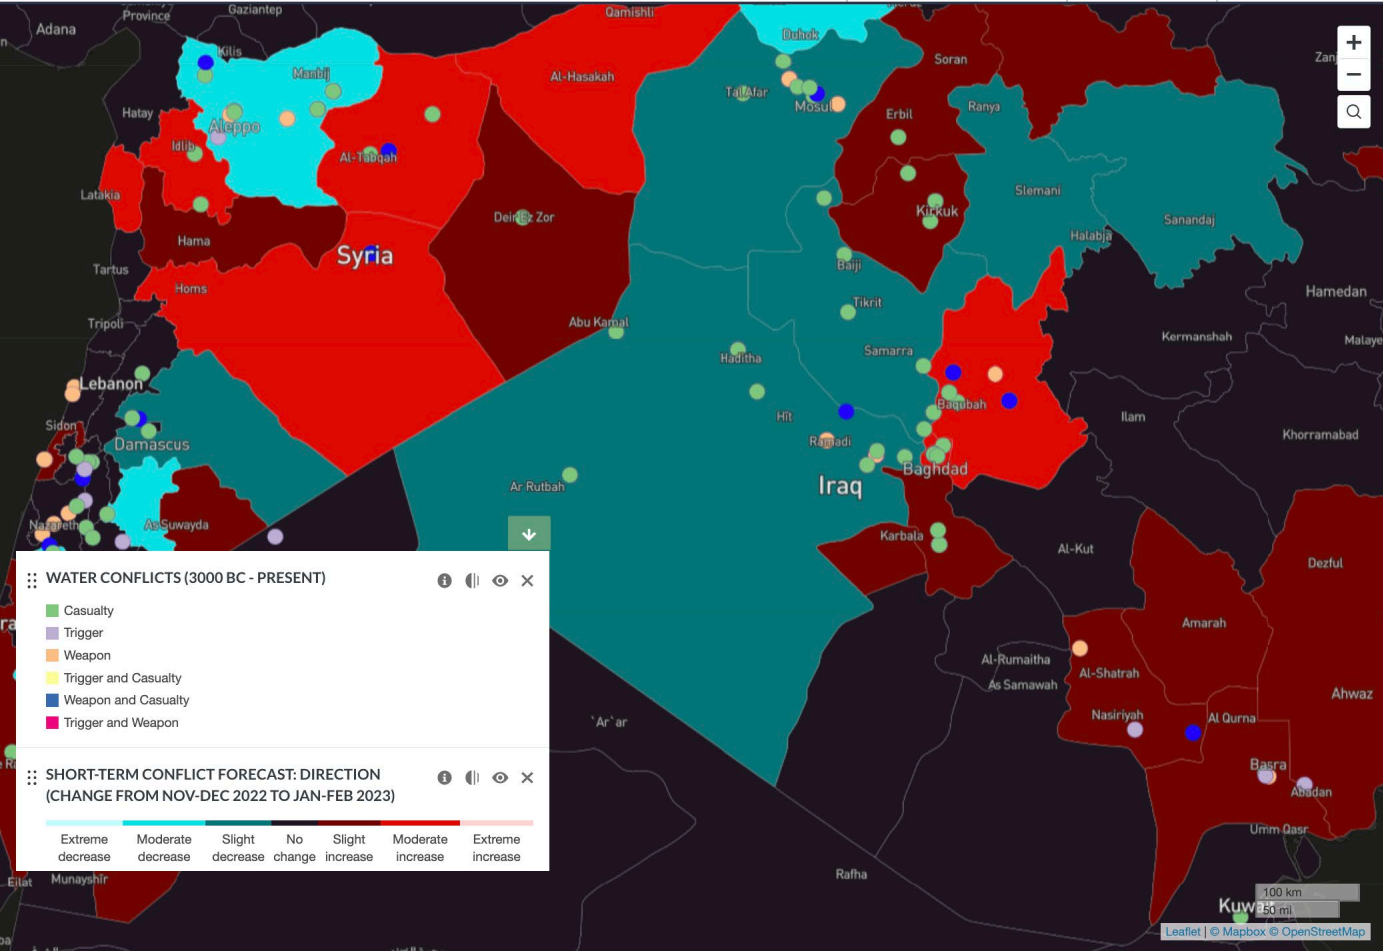 Gaziantep
Province
Adana
Kilis
Manbij
Hatay
Aleppo
Idlib
Al-Tabqah
Latakia
Hama
Tartus
Homs
Tripoli
Syria
Lebanon
Sidon
Damascus
Nazareth
As Suwayda
Qamishli
Al-Hasakah
Deir Ez Zor
Abu Kamal
Duhok
Tal Afar
Mosul
Soran
Erbil
Ranya
Kirkuk
Slemani
Sanandaj
Halabja
Baiji
Tikrit
Samarra
Haditha
Hīt
Ramadi
Baqubah
Baghdad
Iraq
Ar Rutbah
Karbala
Hamedan
Kermanshah
Malaye
Ilam
Khorramabad
Zanj
Al-Kut
Dezful
Amarah
Al-Rumaitha
As Samawah
Al-Shatrah
Nasiriyah
Al Qurna
Ahwaz
Basra
Abadan
Umm Qasr
`Ar`ar
Rafha
Eilat
Munayshīr
WATER CONFLICTS (3000 BC - PRESENT)
Casualty
Trigger
Weapon
Trigger and Casualty
Weapon and Casualty
Trigger and Weapon
SHORT-TERM CONFLICT FORECAST: DIRECTION
(CHANGE FROM NOV-DEC 2022 TO JAN-FEB 2023)
Extreme decrease
Moderate decrease
Slight decrease
No change
Slight increase
Moderate increase
Extreme increase
100 km
50 mi
Leaflet | © Mapbox © OpenStreetMap